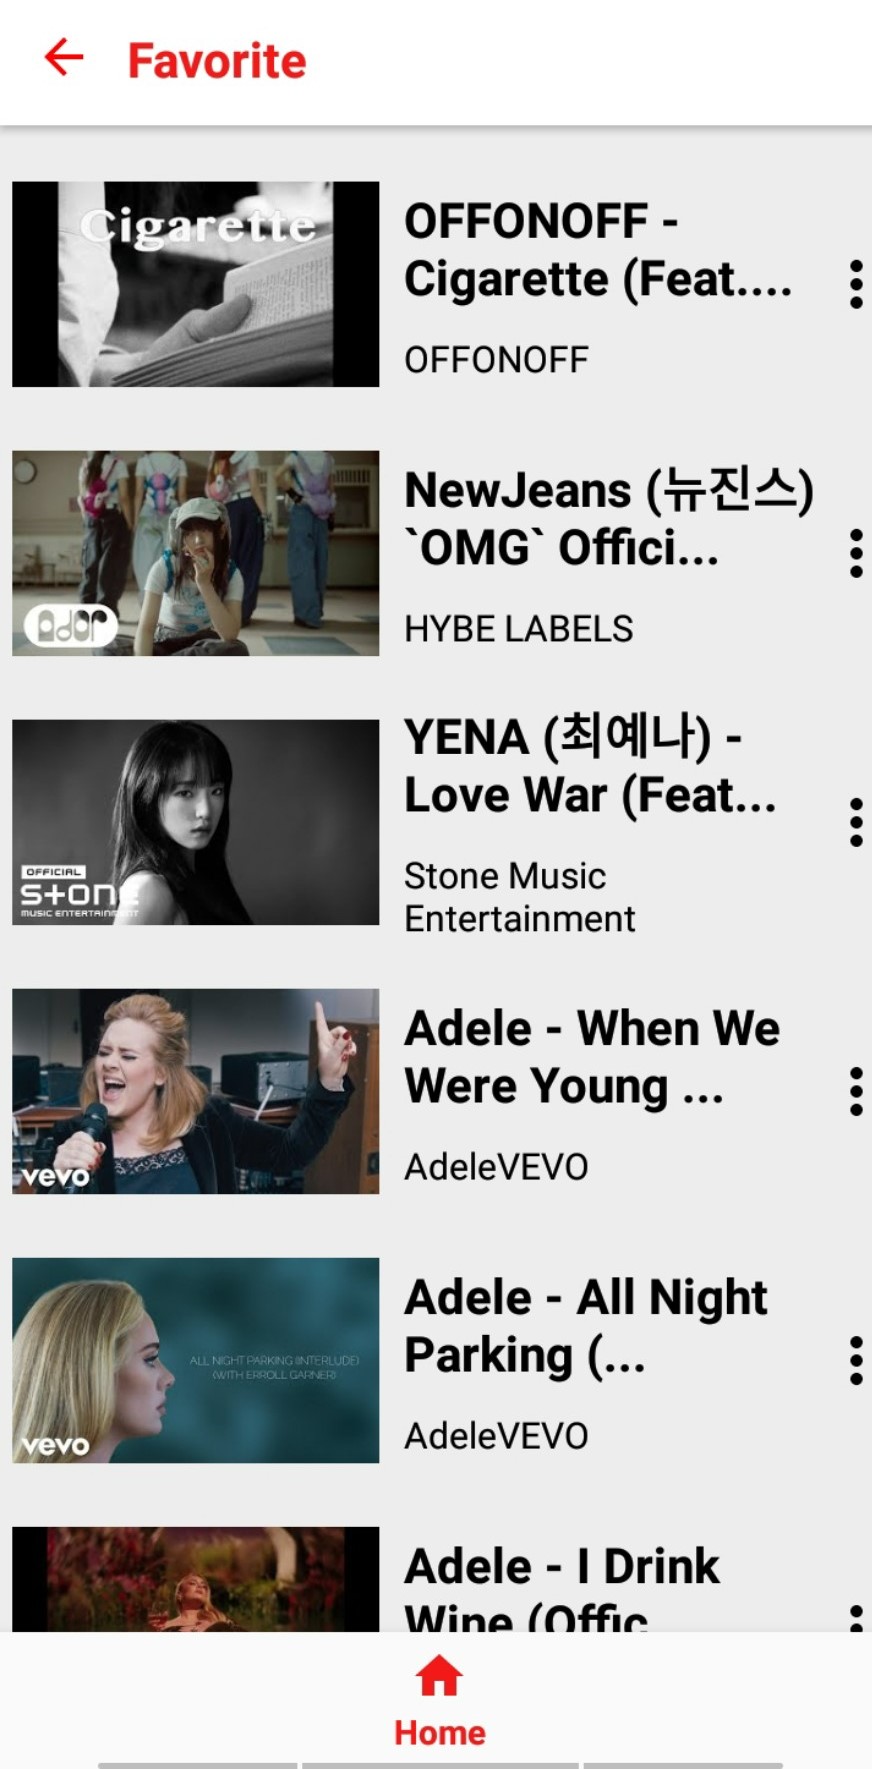 Favorite
Cigarette
OFFONOFF -
Cigarette (Feat....
OFFONOFF
NewJeans (뉴진스)
`OMG` Offici...
ador
HYBE LABELS
YENA (최예나) -
Love War (Feat...
OFFICIAL
S+ONE
MUSIC ENTERTAINMENT
Stone Music
Entertainment
Adele - When We
Were Young ...
vevo
AdeleVEVO
Adele - All Night
Parking (...
ALL NIGHT PARKING (INTERLUDE)
(WITH ERROLL GARNER)
vevo
AdeleVEVO
Adele - I Drink
Wine (Offic
Home